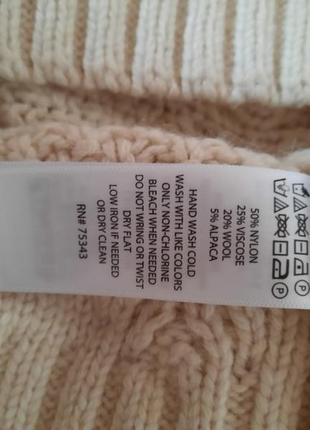 50% NYLON
25% VISCOSE
20% WOOL
5% ALPACA
HAND WASH COLD
WASH WITH LIKE COLORS
ONLY NON-CHLORINE
BLEACH WHEN NEEDED
DO NOT WRING OR TWIST
DRY FLAT
LOW IRON IF NEEDED
OR DRY CLEAN
RN# 75343
P
P